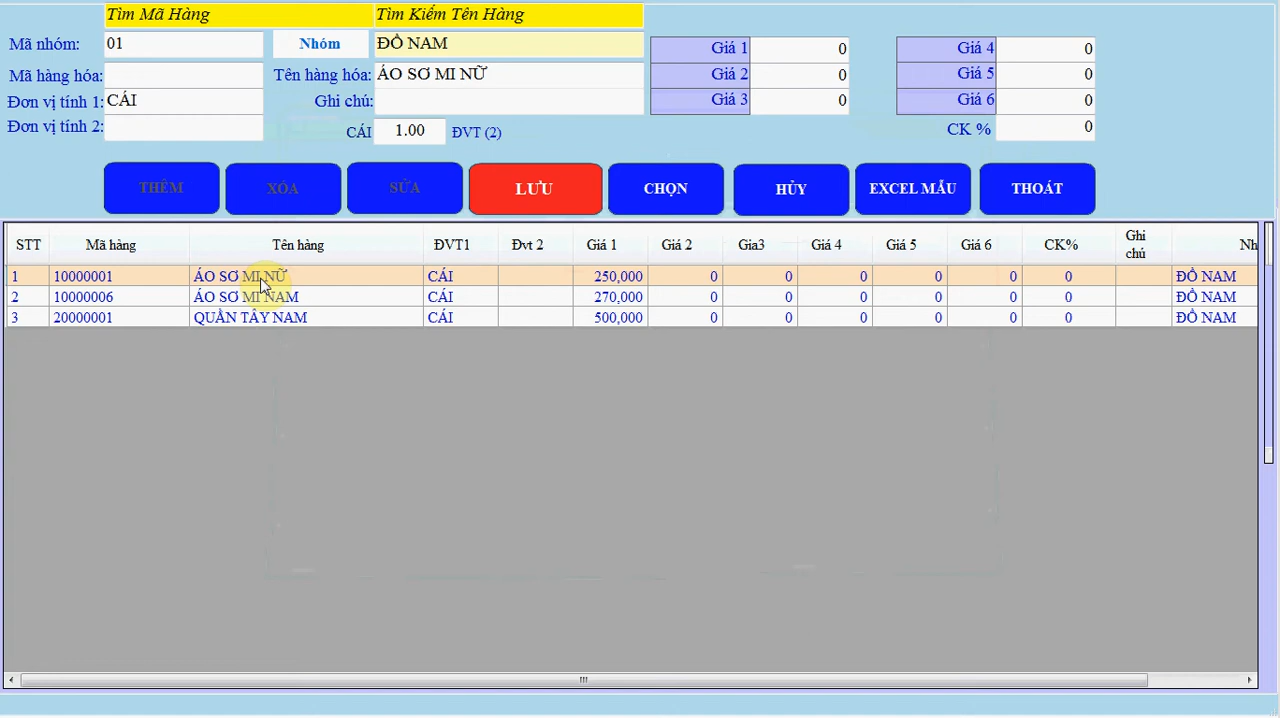 Tìm Mã Hàng Tìm Kiếm Tên Hàng
Mã nhóm: 01 Nhóm ĐỒ NAM Giá 1 0 Giá 4 0
Mã hàng hóa: Tên hàng hóa: ÁO SƠ MI NỮ Giá 2 0 Giá 5 0
Đơn vị tính 1: CÁI Ghi chú: Giá 3 0 Giá 6 0
Đơn vị tính 2: CÁI 1.00 ĐVT (2) CK % 0
THÊM XÓA SỬA LƯU CHỌN HỦY EXCEL MẪU THOÁT
STT Mã hàng Tên hàng ĐVT1 Đvt 2 Giá 1 Giá 2 Gia3 Giá 4 Giá 5 Giá 6 CK% Ghi chú Nh
1 10000001 ÁO SƠ MI NỮ CÁI 250,000 0 0 0 0 0 0 ĐỒ NAM
2 10000006 ÁO SƠ MI NAM CÁI 270,000 0 0 0 0 0 0 ĐỒ NAM
3 20000001 QUẦN TÂY NAM CÁI 500,000 0 0 0 0 0 0 ĐỒ NAM